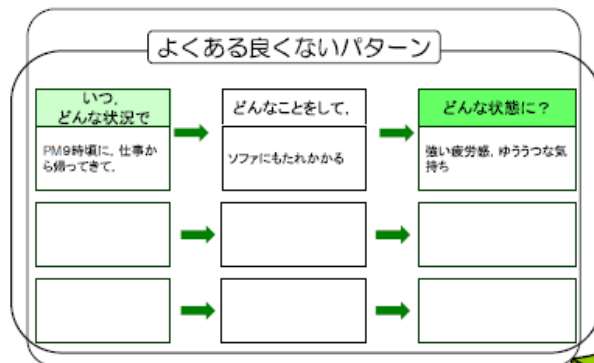 よくある良くないパターン
いつ,
どんな状況で
どんなことをして,
どんな状態に？
PM9時頃に, 仕事か
ら帰ってきて,
ソファにもたれかかる
強い疲労感, ゆううつな気
持ち